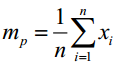 m_p = \frac{1}{n} \sum_{i=1}^{n} x_i